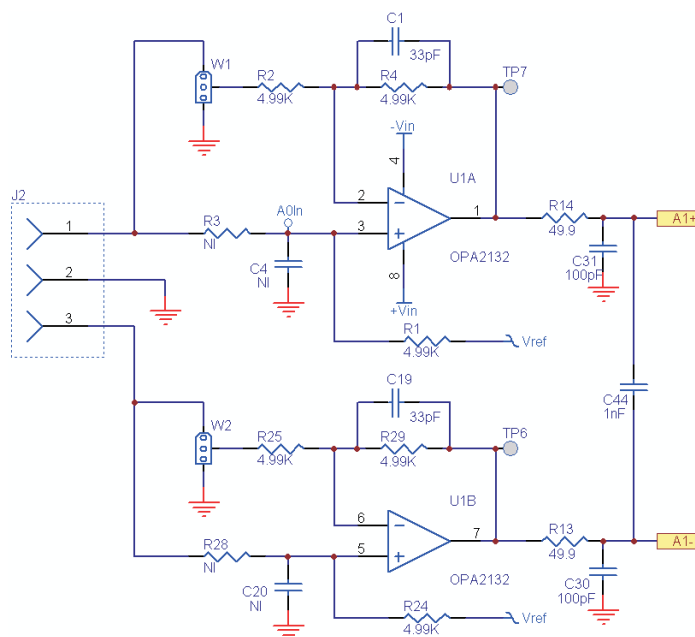 C1
33pF
W1
R2
4.99K
R4
4.99K
TP7
-Vin
4
U1A
J2
2
1
R3
NI
A0In
3
1
R14
49.9
A1+
C4
NI
OPA2132
C31
100pF
2
8
+Vin
3
R1
4.99K
Vref
C19
33pF
C44
1nF
W2
R25
4.99K
R29
4.99K
TP6
U1B
6
R28
NI
5
7
R13
49.9
A1-
C20
NI
OPA2132
C30
100pF
R24
4.99K
Vref